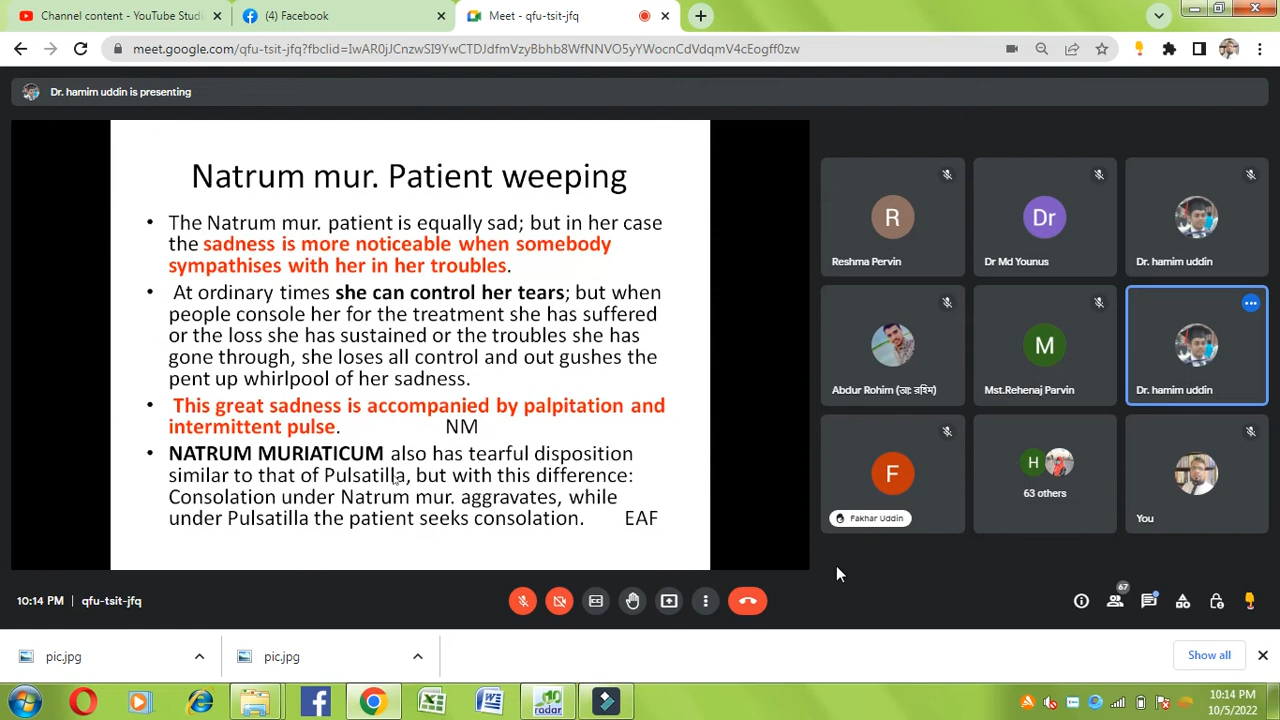 Channel content - YouTube Studi
(4) Facebook
Meet - qfu-tsit-jfq
meet.google.com/qfu-tsit-jfq?fbclid=IwAR0jJCnzwSI9YwCTDJdfmVzyBbhb8WfNNVO5yYWocnCdVdqmV4cEogff0zw
Dr. hamim uddin is presenting
Natrum mur. Patient weeping
• The Natrum mur. patient is equally sad; but in her case
the sadness is more noticeable when somebody
sympathises with her in her troubles.
• At ordinary times she can control her tears; but when
people console her for the treatment she has suffered
or the loss she has sustained or the troubles she has
gone through, she loses all control and out gushes the
pent up whirlpool of her sadness.
• This great sadness is accompanied by palpitation and
intermittent pulse. NM
• NATRUM MURIATICUM also has tearful disposition
similar to that of Pulsatilla, but with this difference:
Consolation under Natrum mur. aggravates, while
under Pulsatilla the patient seeks consolation. EAF
R
Reshma Pervin
Dr
Dr Md Younus
Dr. hamim uddin
Abdur Rohim (ডাঃ রহিম)
M
Mst.Rehenaj Parvin
Dr. hamim uddin
F
Fakhar Uddin
H
63 others
You
10:14 PM | qfu-tsit-jfq
67
pic.jpg
pic.jpg
Show all
10
radar
10:14 PM
10/5/2022